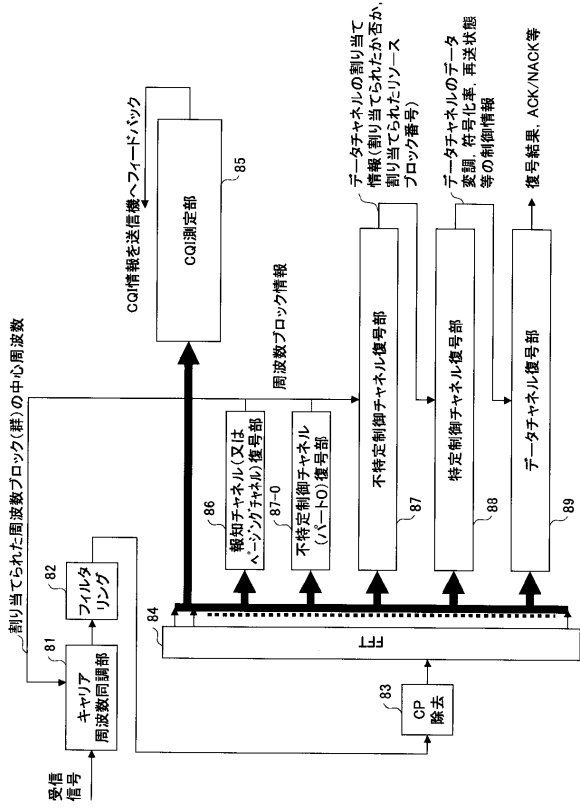 受信
信号
割り当てられた周波数ブロック(群)の中心周波数
81
キャリア
周波数同調部
82
フィルタ
リング
83
CP
除去
84
FFT
CQI情報を送信機へフィードバック
85
CQI測定部
周波数ブロック情報
86
報知チャネル(又は
ページングチャネル)復号部
87-0
不特定制御チャネル
(パート0)復号部
87
不特定制御チャネル復号部
データチャネルの割り当て
情報(割り当てられたか否か,
割り当てられたリソース
ブロック番号)
88
特定制御チャネル復号部
データチャネルのデータ
変調,符号化率,再送状態
等の制御情報
89
データチャネル復号部
復号結果, ACK/NACK等